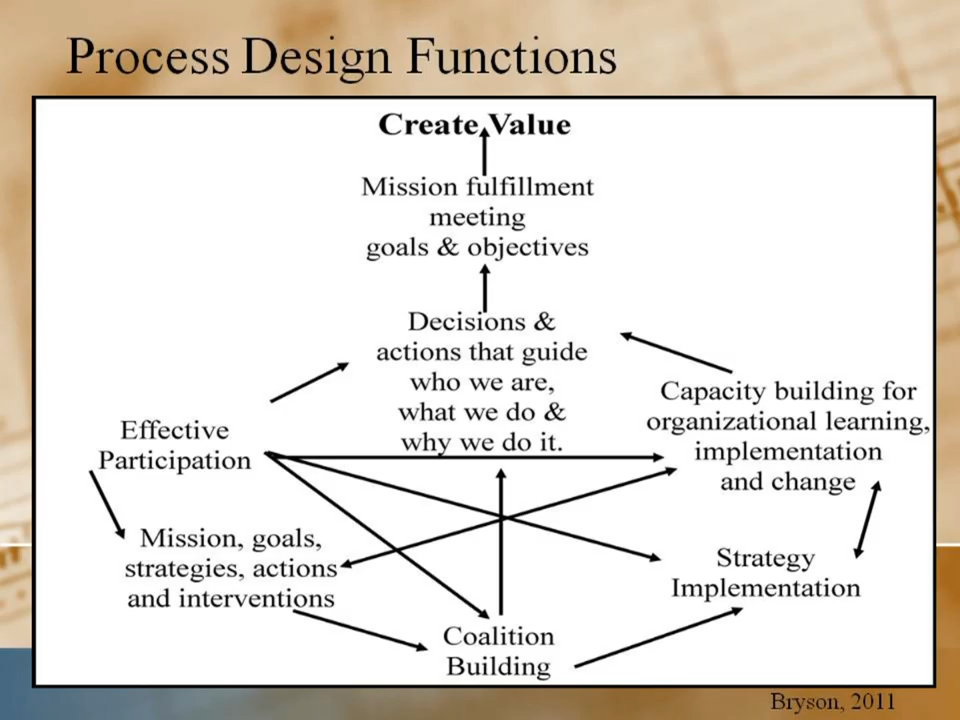 Process Design Functions
Create Value
Mission fulfillment
meeting
goals & objectives
Decisions &
actions that guide
who we are,
what we do &
why we do it.
Effective
Participation
Capacity building for
organizational learning,
implementation
and change
Mission, goals,
strategies, actions
and interventions
Strategy
Implementation
Coalition
Building
Bryson, 2011